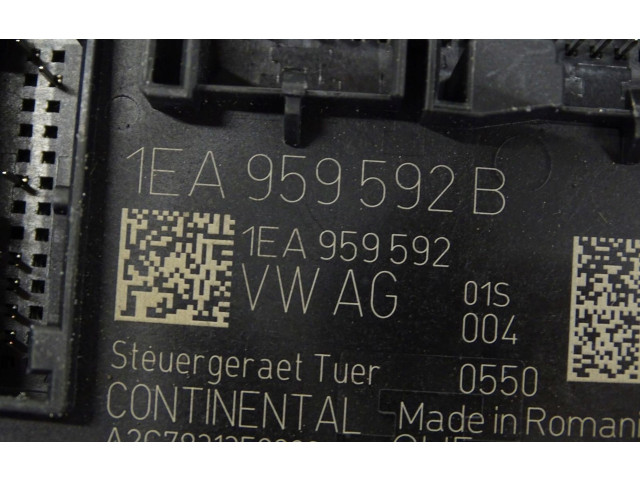 1EA 959 592 B
1EA 959 592
VW AG 01S
004
Steuergeraet Tuer 0550
CONTINENTAL Made in Romani